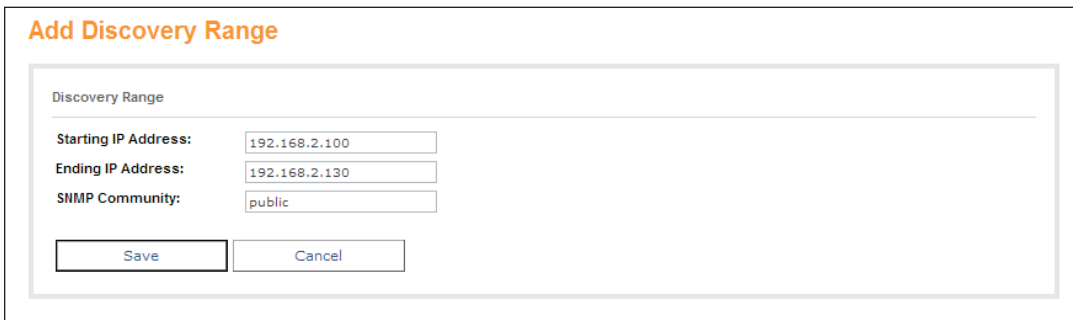 Add Discovery Range
Discovery Range
Starting IP Address: 192.168.2.100
Ending IP Address: 192.168.2.130
SNMP Community: public
Save Cancel